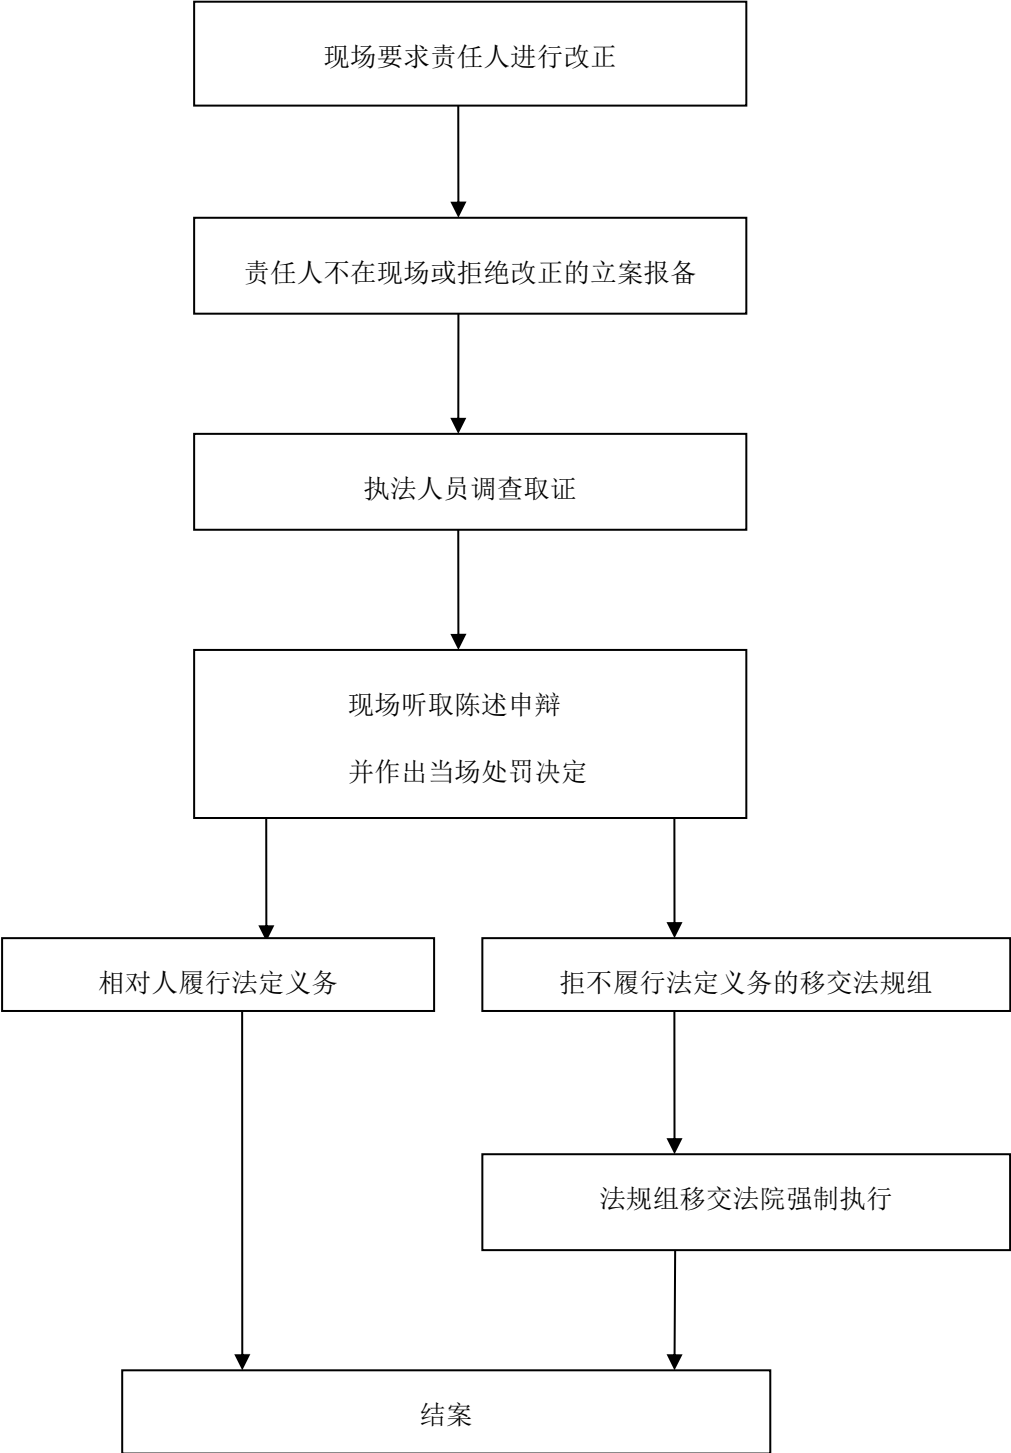 现场要求责任人进行改正
责任人不在现场或拒绝改正的立案报备
执法人员调查取证
现场听取陈述申辩
并作出当场处罚决定
相对人履行法定义务
拒不履行法定义务的移交法规组
法规组移交法院强制执行
结案